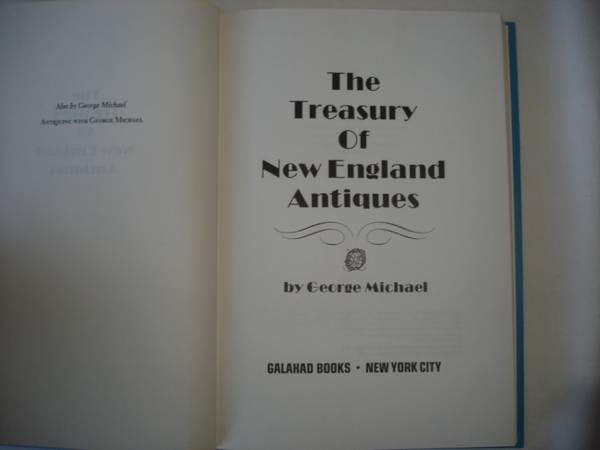 Also by George Michael
Antiquing with George Michael
The
Treasury
Of
New England
Antiques
by George Michael
GALAHAD BOOKS • NEW YORK CITY